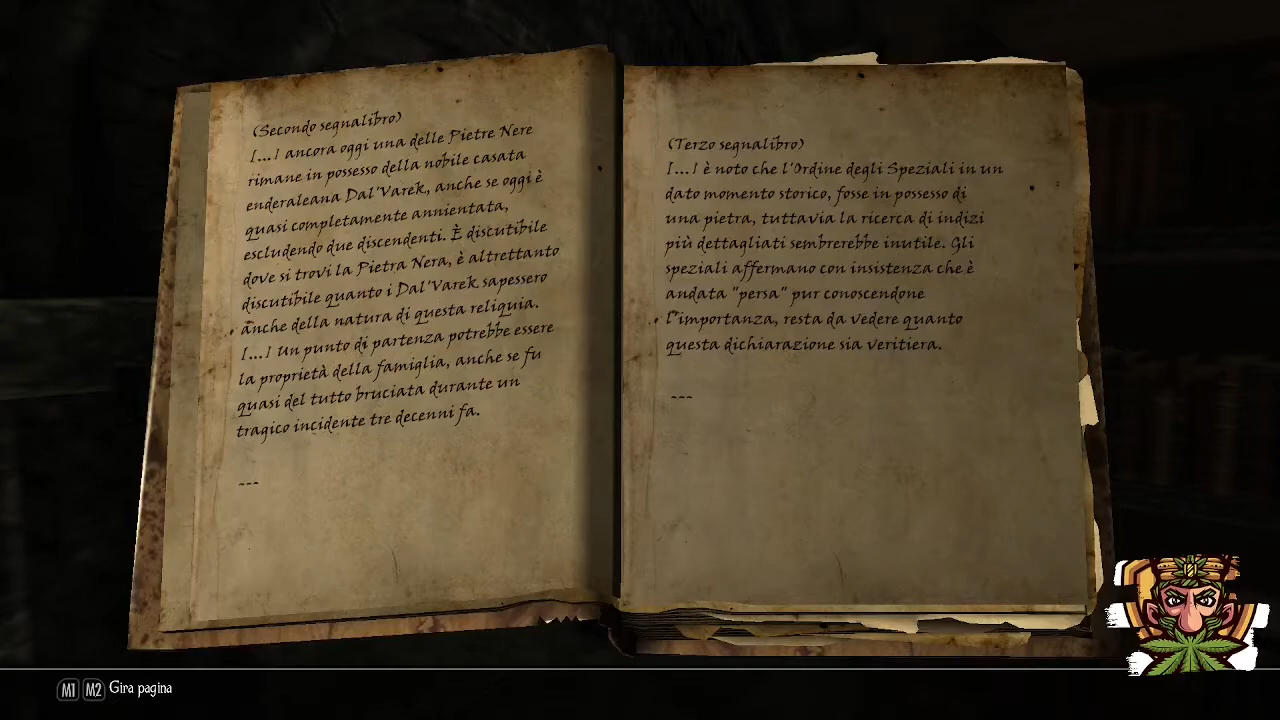 (Secondo segnalibro)
[...] ancora oggi una delle Pietre Nere
rimane in possesso della nobile casata
enderaleana Dal'Varek, anche se oggi è
quasi completamente annientata,
escludendo due discendenti. È discutibile
dove si trovi la Pietra Nera, è altrettanto
discutibile quanto i Dal'Varek sapessero
anche della natura di questa reliquia.
[...] Un punto di partenza potrebbe essere
la proprietà della famiglia, anche se fu
quasi del tutto bruciata durante un
tragico incidente tre decenni fa.
---
(Terzo segnalibro)
[...] è noto che l'Ordine degli Speziali in un
dato momento storico, fosse in possesso di
una pietra, tuttavia la ricerca di indizi
più dettagliati sembrerebbe inutile. Gli
speziali affermano con insistenza che è
andata "persa" pur conoscendone
l'importanza, resta da vedere quanto
questa dichiarazione sia veritiera.
---
M1 M2 Gira pagina